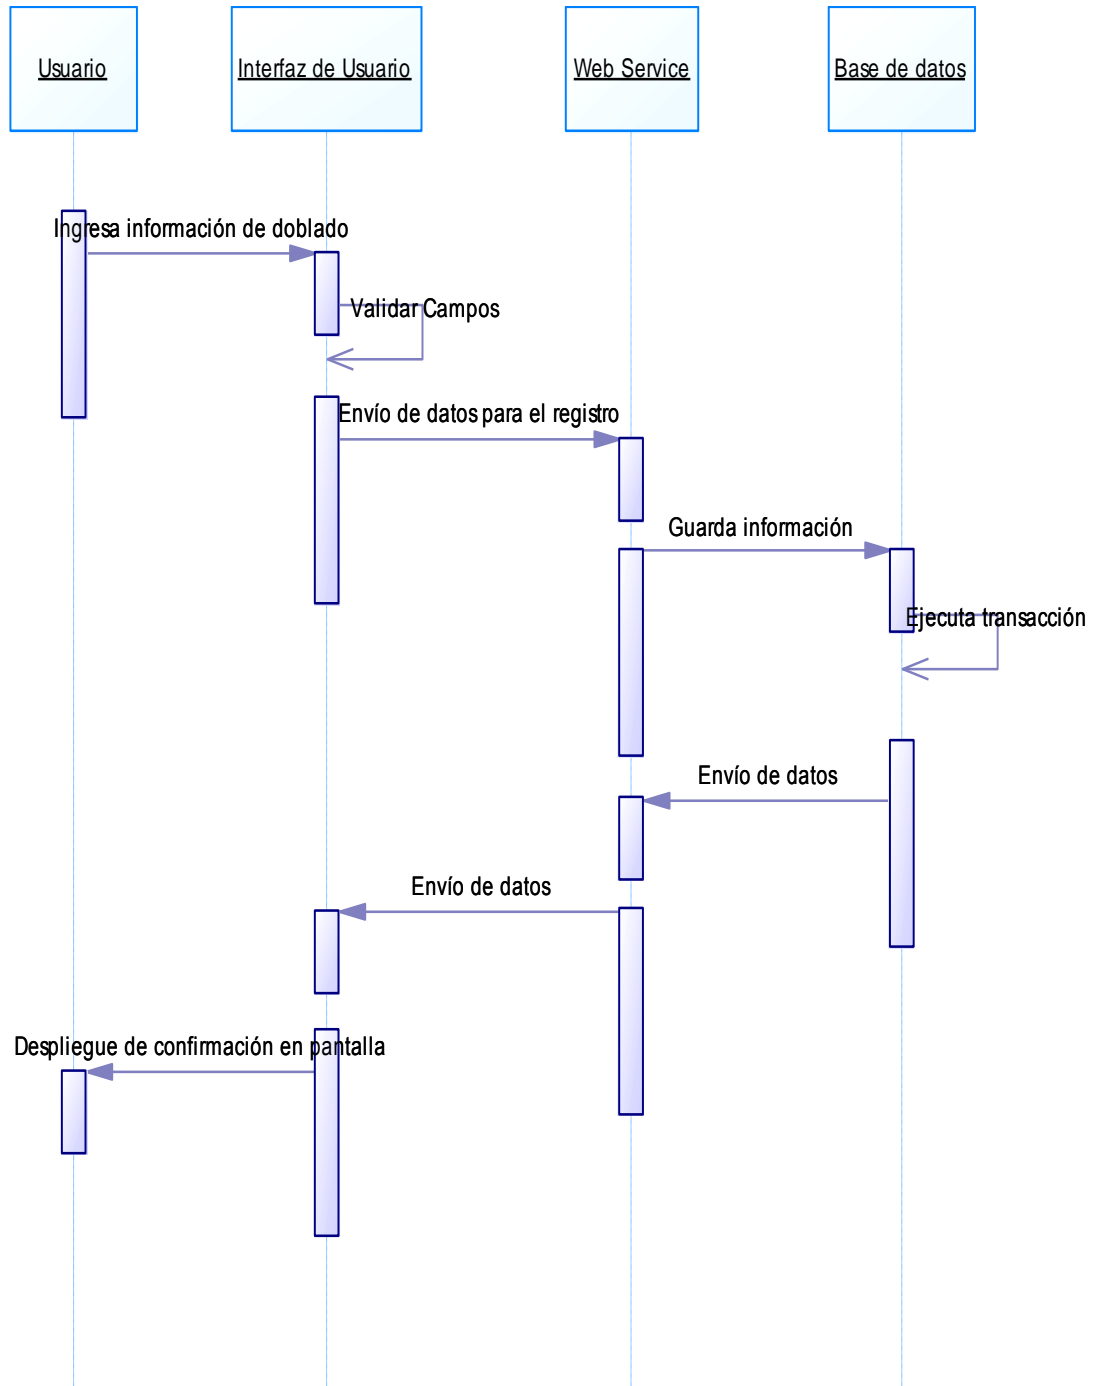 Usuario
Interfaz de Usuario
Web Service
Base de datos
Ingresa información de doblado
Validar Campos
Envío de datos para el registro
Guarda información
Ejecuta transacción
Envío de datos
Envío de datos
Despliegue de confirmación en pantalla